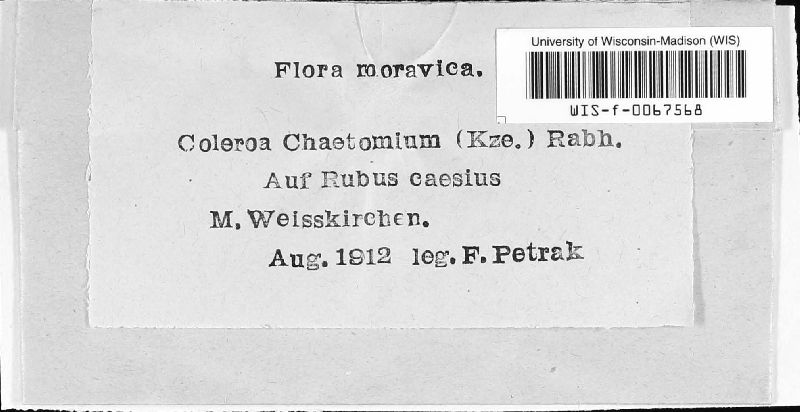 University of Wisconsin-Madison (WIS)
WIS-f-0067568
Flora moravica.
Coleroa Chaetomium (Kze.) Rabh.
Auf Rubus caesius
M. Weisskirchen.
Aug. 1912 leg. F. Petrak